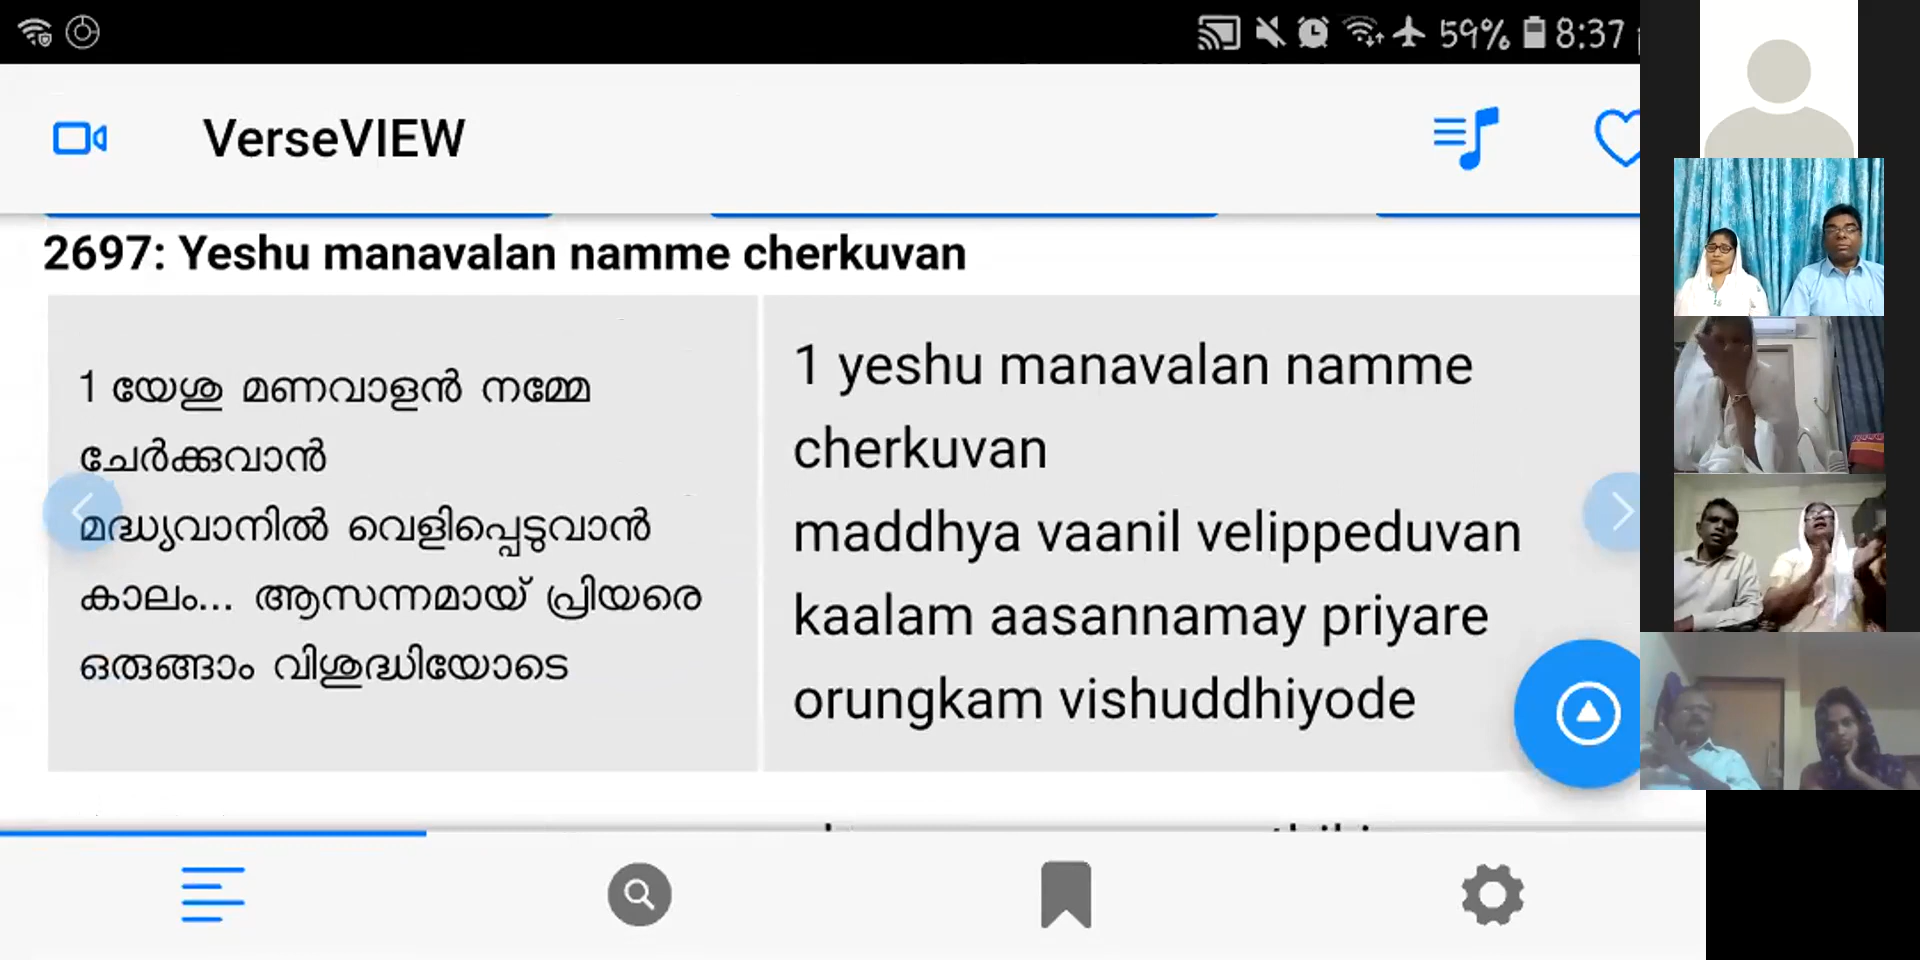 59% 8:37
VerseVIEW
2697: Yeshu manavalan namme cherkuvan
1 യേശു മണവാളൻ നമ്മേ
ചേർക്കുവാൻ
മദ്ധ്യവാനിൽ വെളിപ്പെടുവാൻ
കാലം... ആസന്നമായ് പ്രിയരെ
ഒരുങ്ങാം വിശുദ്ധിയോടെ
1 yeshu manavalan namme
cherkuvan
maddhya vaanil velippeduvan
kaalam aasannamay priyare
orungkam vishuddhiyode